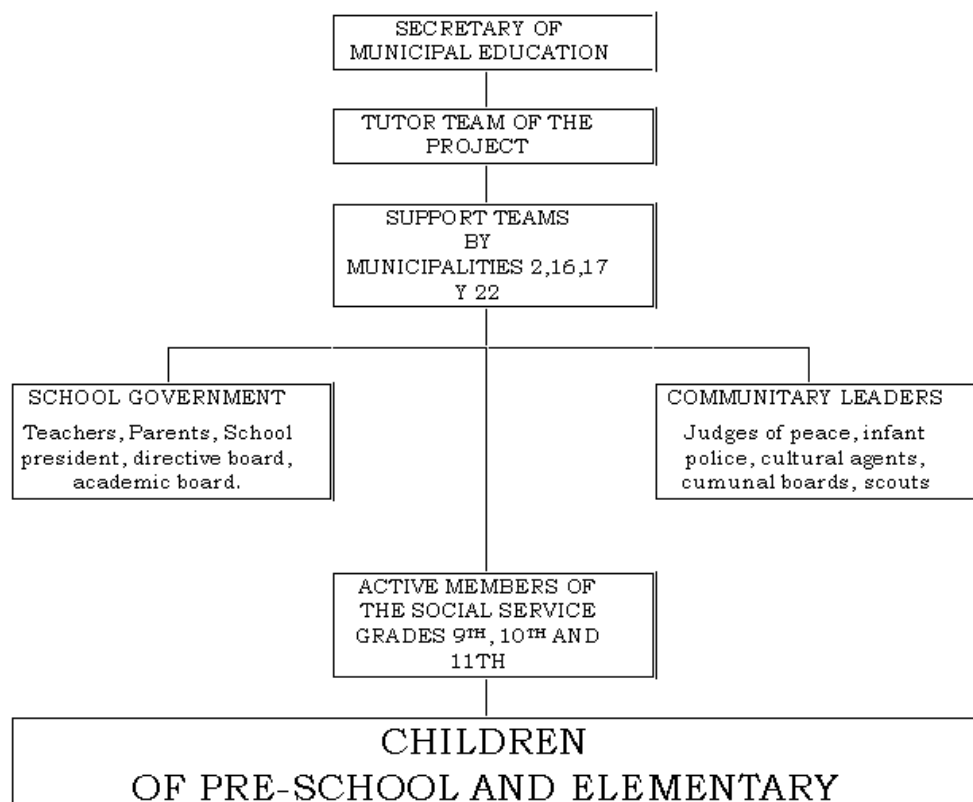 SECRETARY OF
MUNICIPAL EDUCATION
TUTOR TEAM OF THE
PROJECT
SUPPORT TEAMS
BY
MUNICIPALITIES 2,16,17
Y 22
SCHOOL GOVERNMENT
Teachers, Parents, School
president, directive board,
academic board.
COMMUNITARY LEADERS
Judges of peace, infant
police, cultural agents,
cumunal boards, scouts
ACTIVE MEMBERS OF
THE SOCIAL SERVICE
GRADES 9TH, 10TH AND
11TH
CHILDREN
OF PRE-SCHOOL AND ELEMENTARY